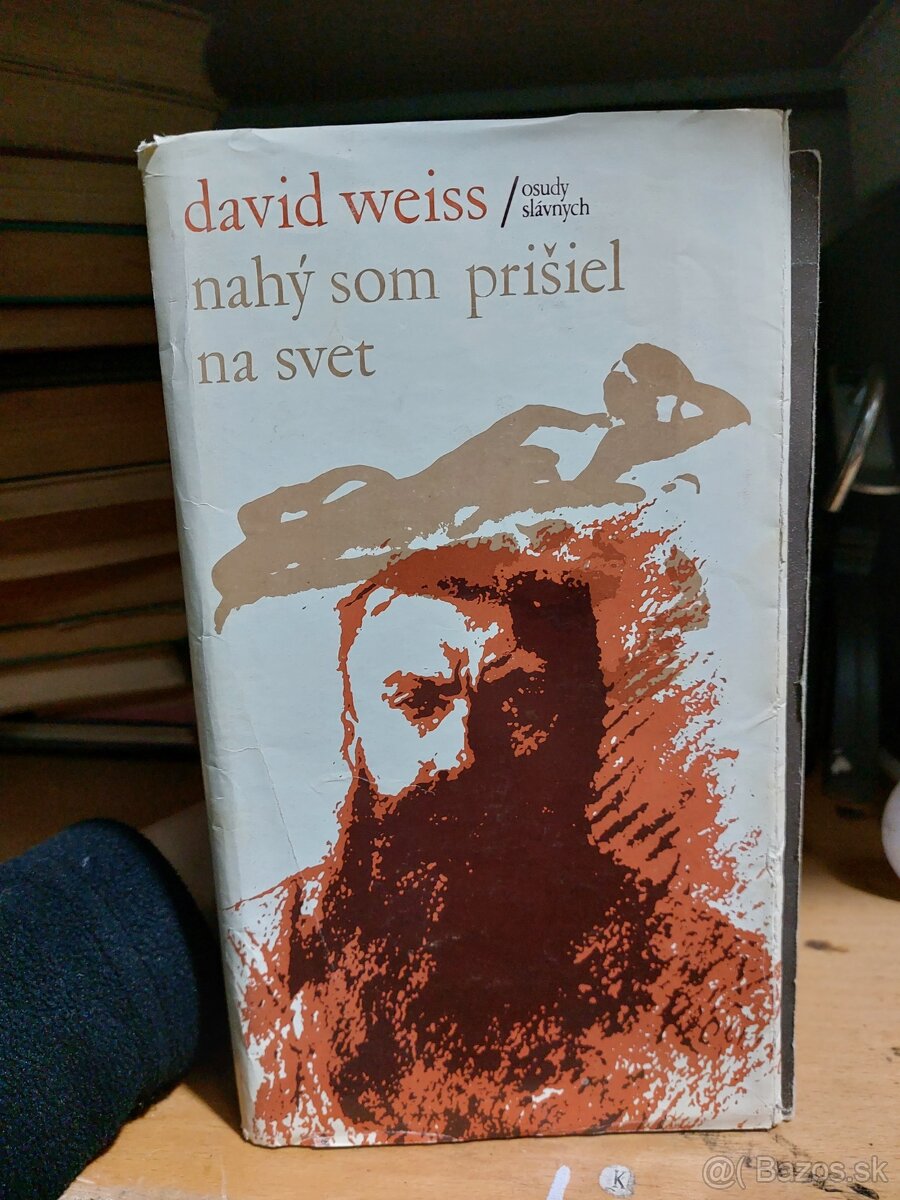 david weiss / osudy
slávnych
nahý som prišiel
na svet
K
@( Bazos.sk